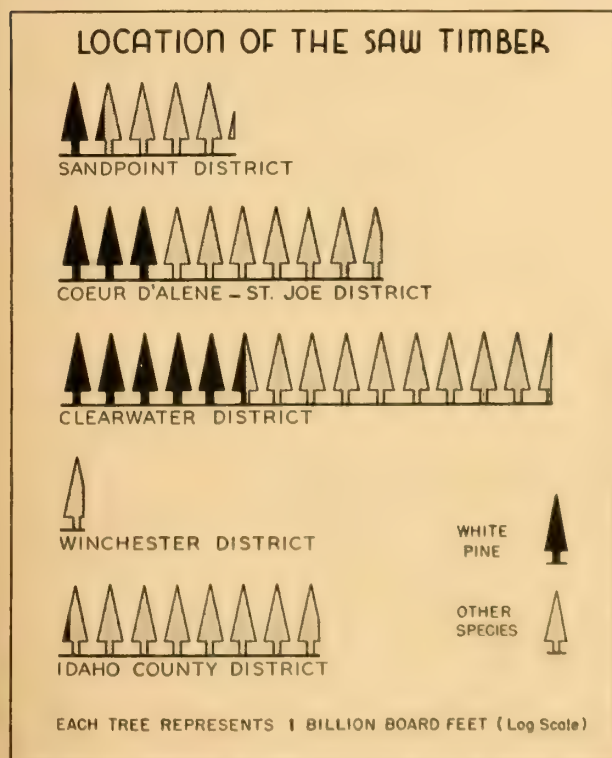 LOCATION OF THE SAW TIMBER
SANDPOINT DISTRICT
COEUR D'ALENE – ST. JOE DISTRICT
CLEARWATER DISTRICT
WINCHESTER DISTRICT
WHITE
PINE
OTHER
SPECIES
IDAHO COUNTY DISTRICT
EACH TREE REPRESENTS 1 BILLION BOARD FEET (Log Scale)